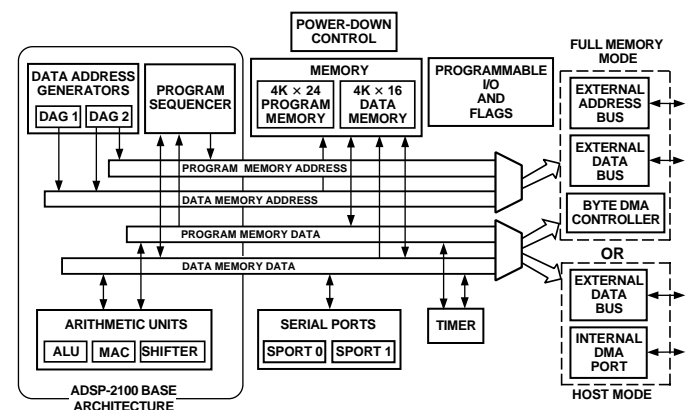 POWER-DOWN
CONTROL
FULL MEMORY
MODE
DATA ADDRESS
GENERATORS
DAG 1
DAG 2
PROGRAM
SEQUENCER
MEMORY
4K × 24
PROGRAM
MEMORY
4K × 16
DATA
MEMORY
PROGRAMMABLE
I/O
AND
FLAGS
EXTERNAL
ADDRESS
BUS
EXTERNAL
DATA
BUS
BYTE DMA
CONTROLLER
PROGRAM MEMORY ADDRESS
DATA MEMORY ADDRESS
PROGRAM MEMORY DATA
DATA MEMORY DATA
OR
EXTERNAL
DATA
BUS
INTERNAL
DMA
PORT
HOST MODE
ARITHMETIC UNITS
ALU
MAC
SHIFTER
SERIAL PORTS
SPORT 0
SPORT 1
TIMER
ADSP-2100 BASE
ARCHITECTURE